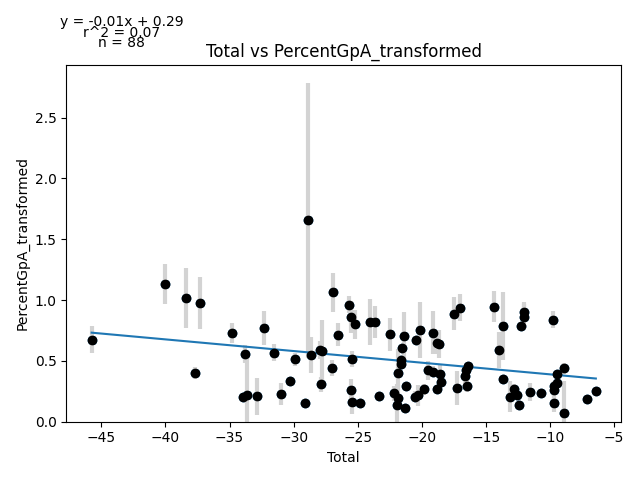 y = -0.01x + 0.29
r^2 = 0.07
n = 88
Total vs PercentGpA_transformed
PercentGpA_transformed
2.5
2.0
1.5
1.0
0.5
0.0
−45 −40 −35 −30 −25 −20 −15 −10 −5
Total